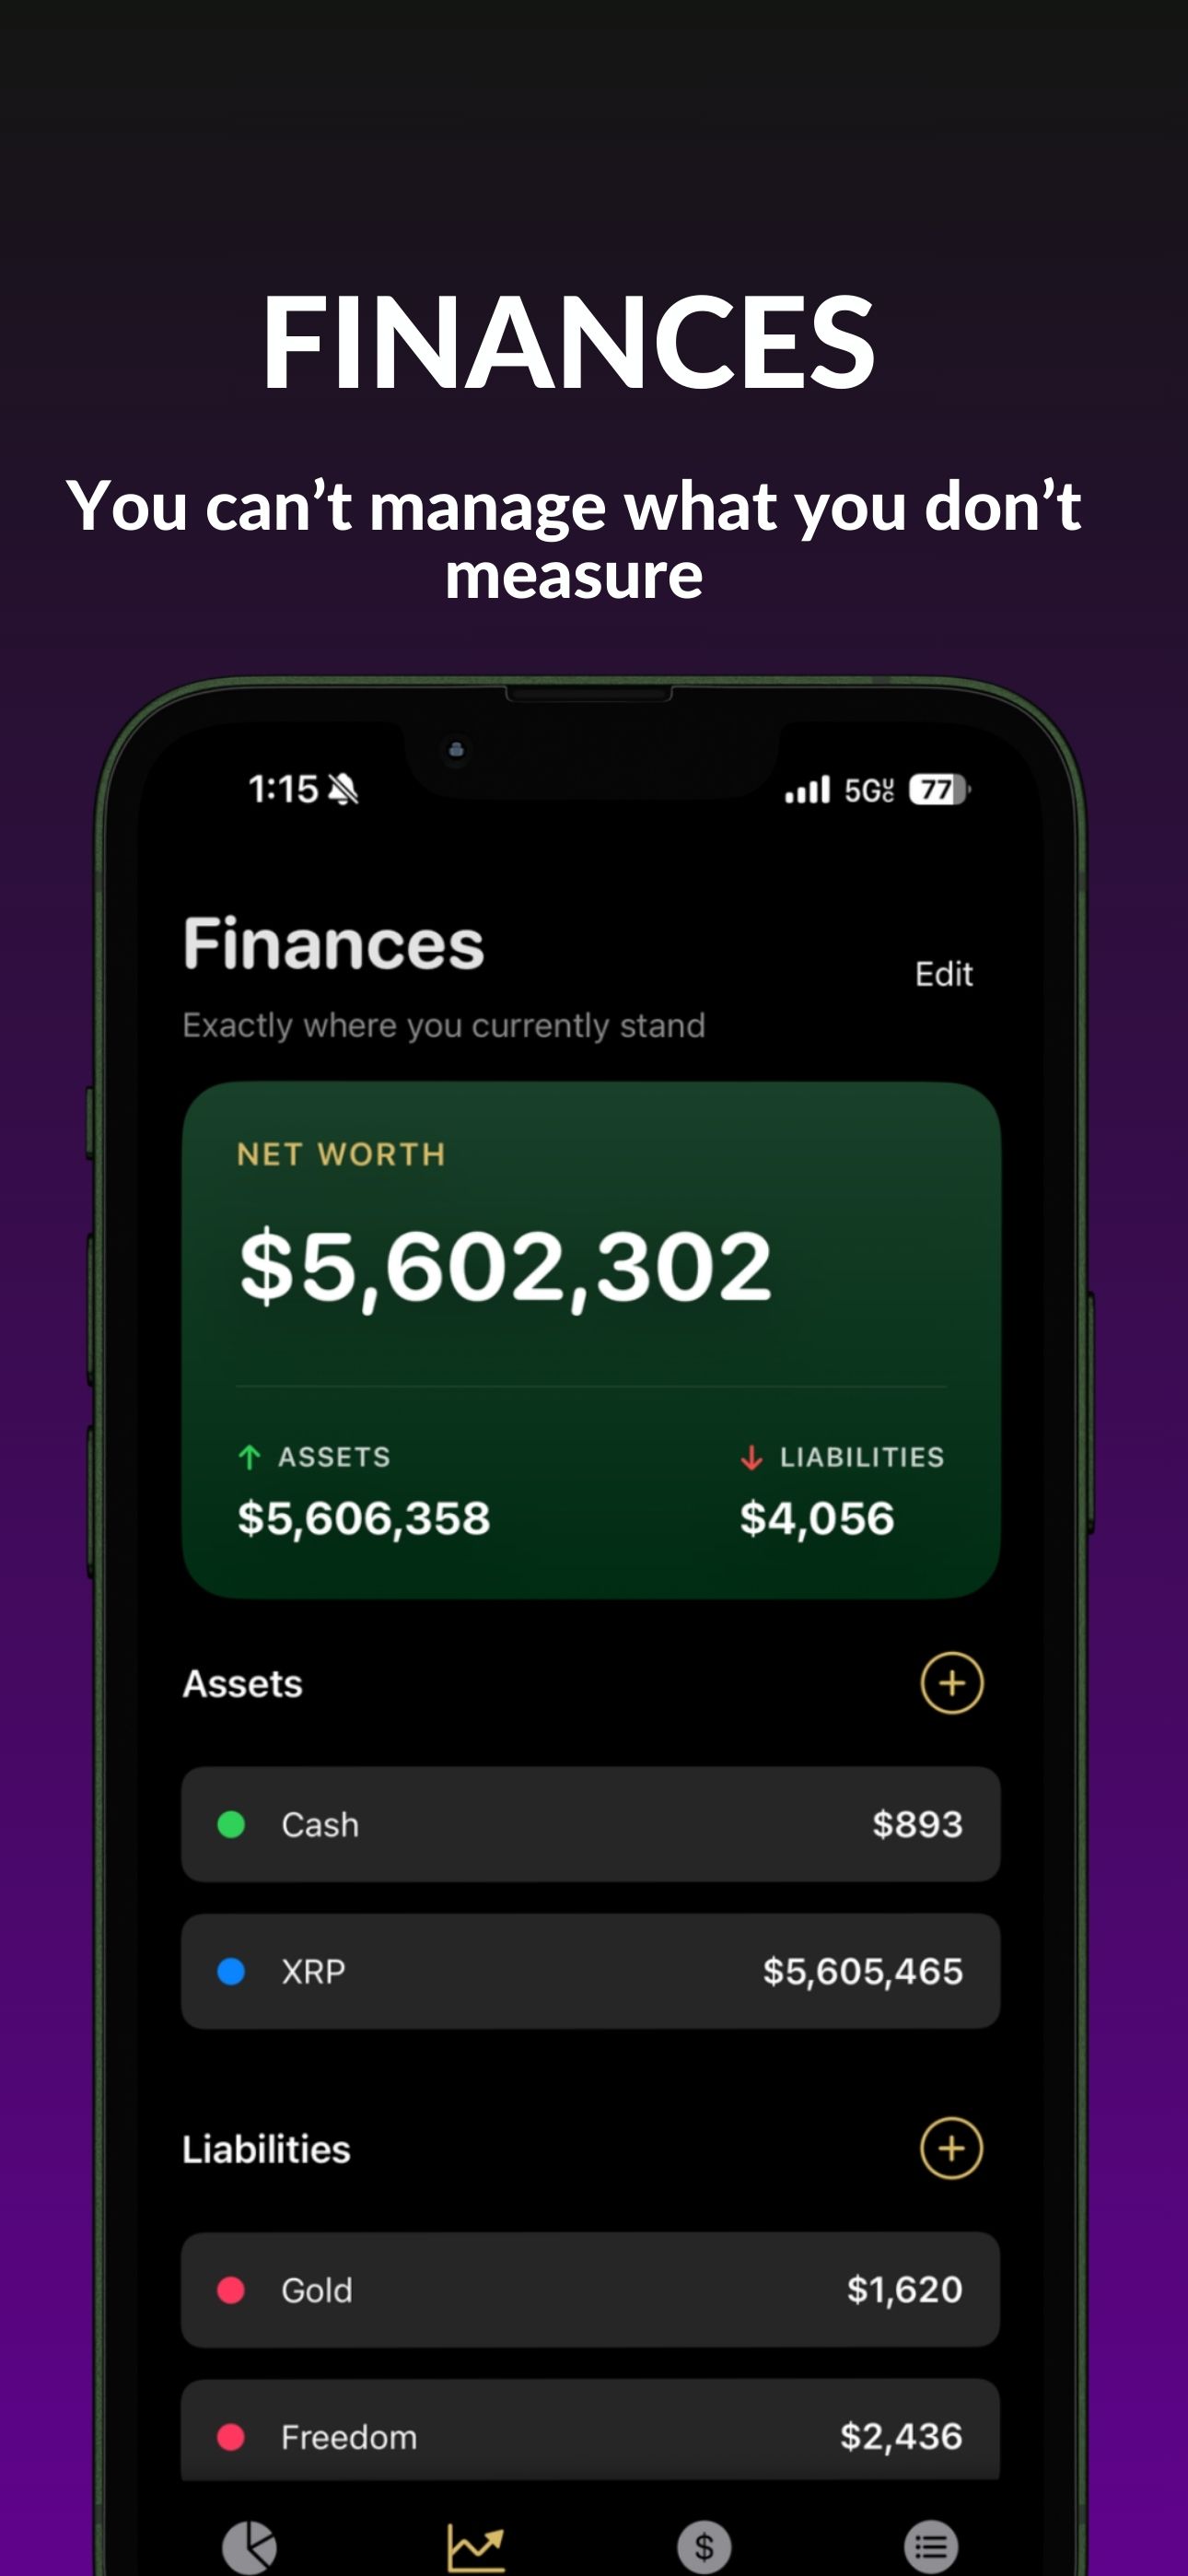 FINANCES
You can’t manage what you don’t
measure
1:15 5GUC 77
Finances
Edit
Exactly where you currently stand
NET WORTH
$5,602,302
ASSETS LIABILITIES
$5,606,358 $4,056
Assets
Cash $893
XRP $5,605,465
Liabilities
Gold $1,620
Freedom $2,436